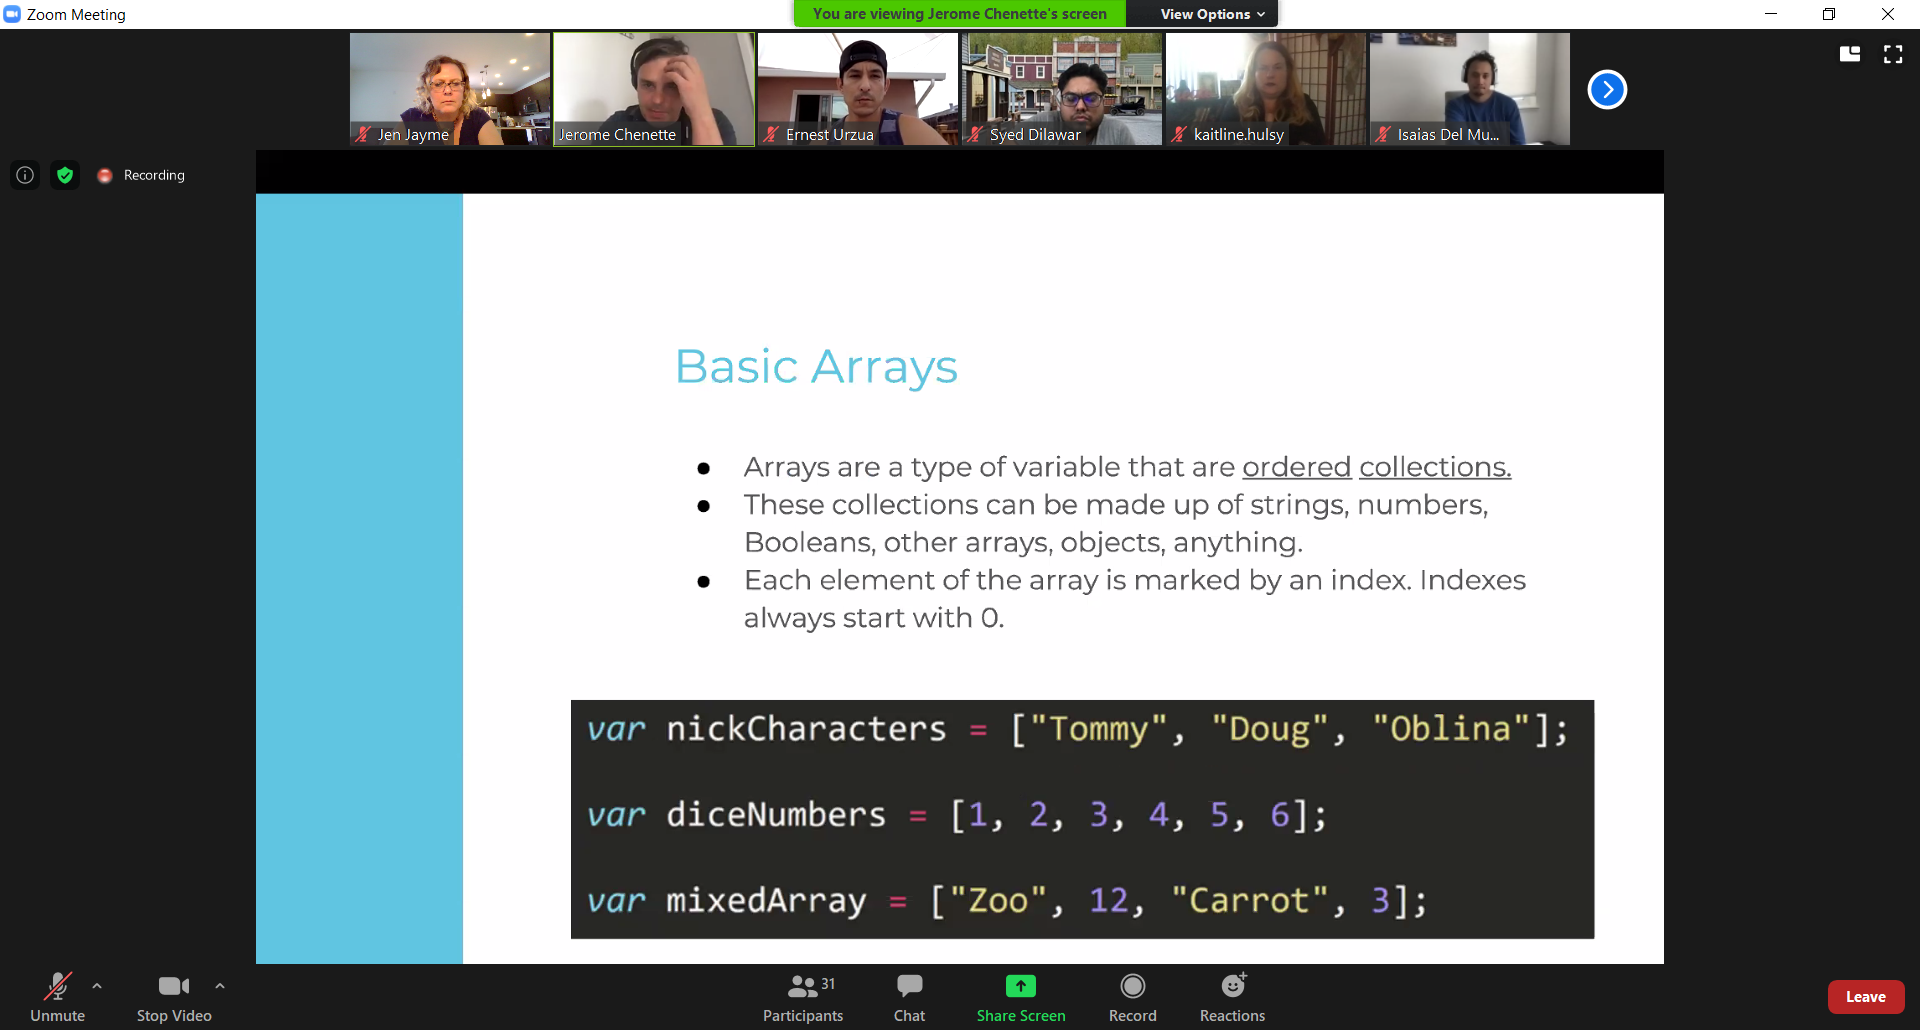 Zoom Meeting
You are viewing Jerome Chenette's screen
View Options
Jen Jayme
Jerome Chenette
Ernest Urzua
Syed Dilawar
kaitline.hulsy
Isaias Del Mu...
Recording
Basic Arrays
● Arrays are a type of variable that are ordered collections.
● These collections can be made up of strings, numbers,
Booleans, other arrays, objects, anything.
● Each element of the array is marked by an index. Indexes
always start with 0.
var nickCharacters = ["Tommy", "Doug", "Oblina"];
var diceNumbers = [1, 2, 3, 4, 5, 6];
var mixedArray = ["Zoo", 12, "Carrot", 3];
Unmute
Stop Video
31
Participants
Chat
Share Screen
Record
Reactions
Leave